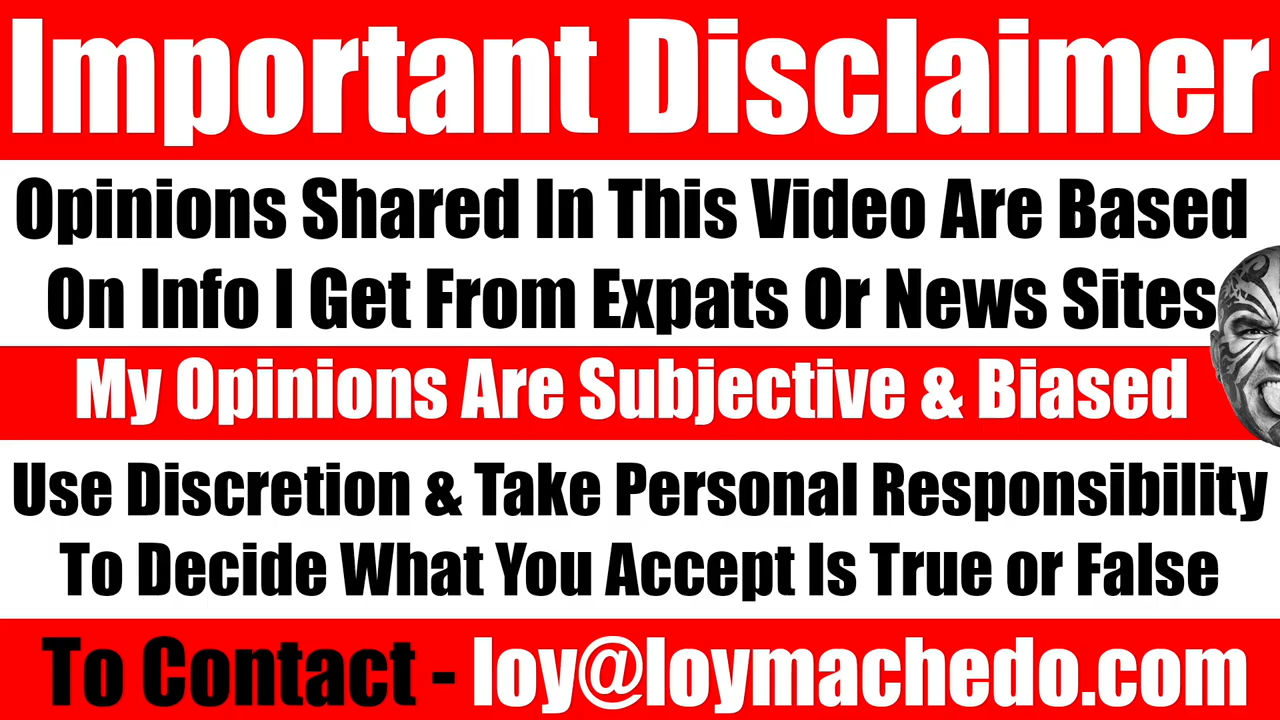 Important Disclaimer
Opinions Shared In This Video Are Based
On Info I Get From Expats Or News Sites
My Opinions Are Subjective & Biased
Use Discretion & Take Personal Responsibility
To Decide What You Accept Is True or False
To Contact - loy@loymachedo.com